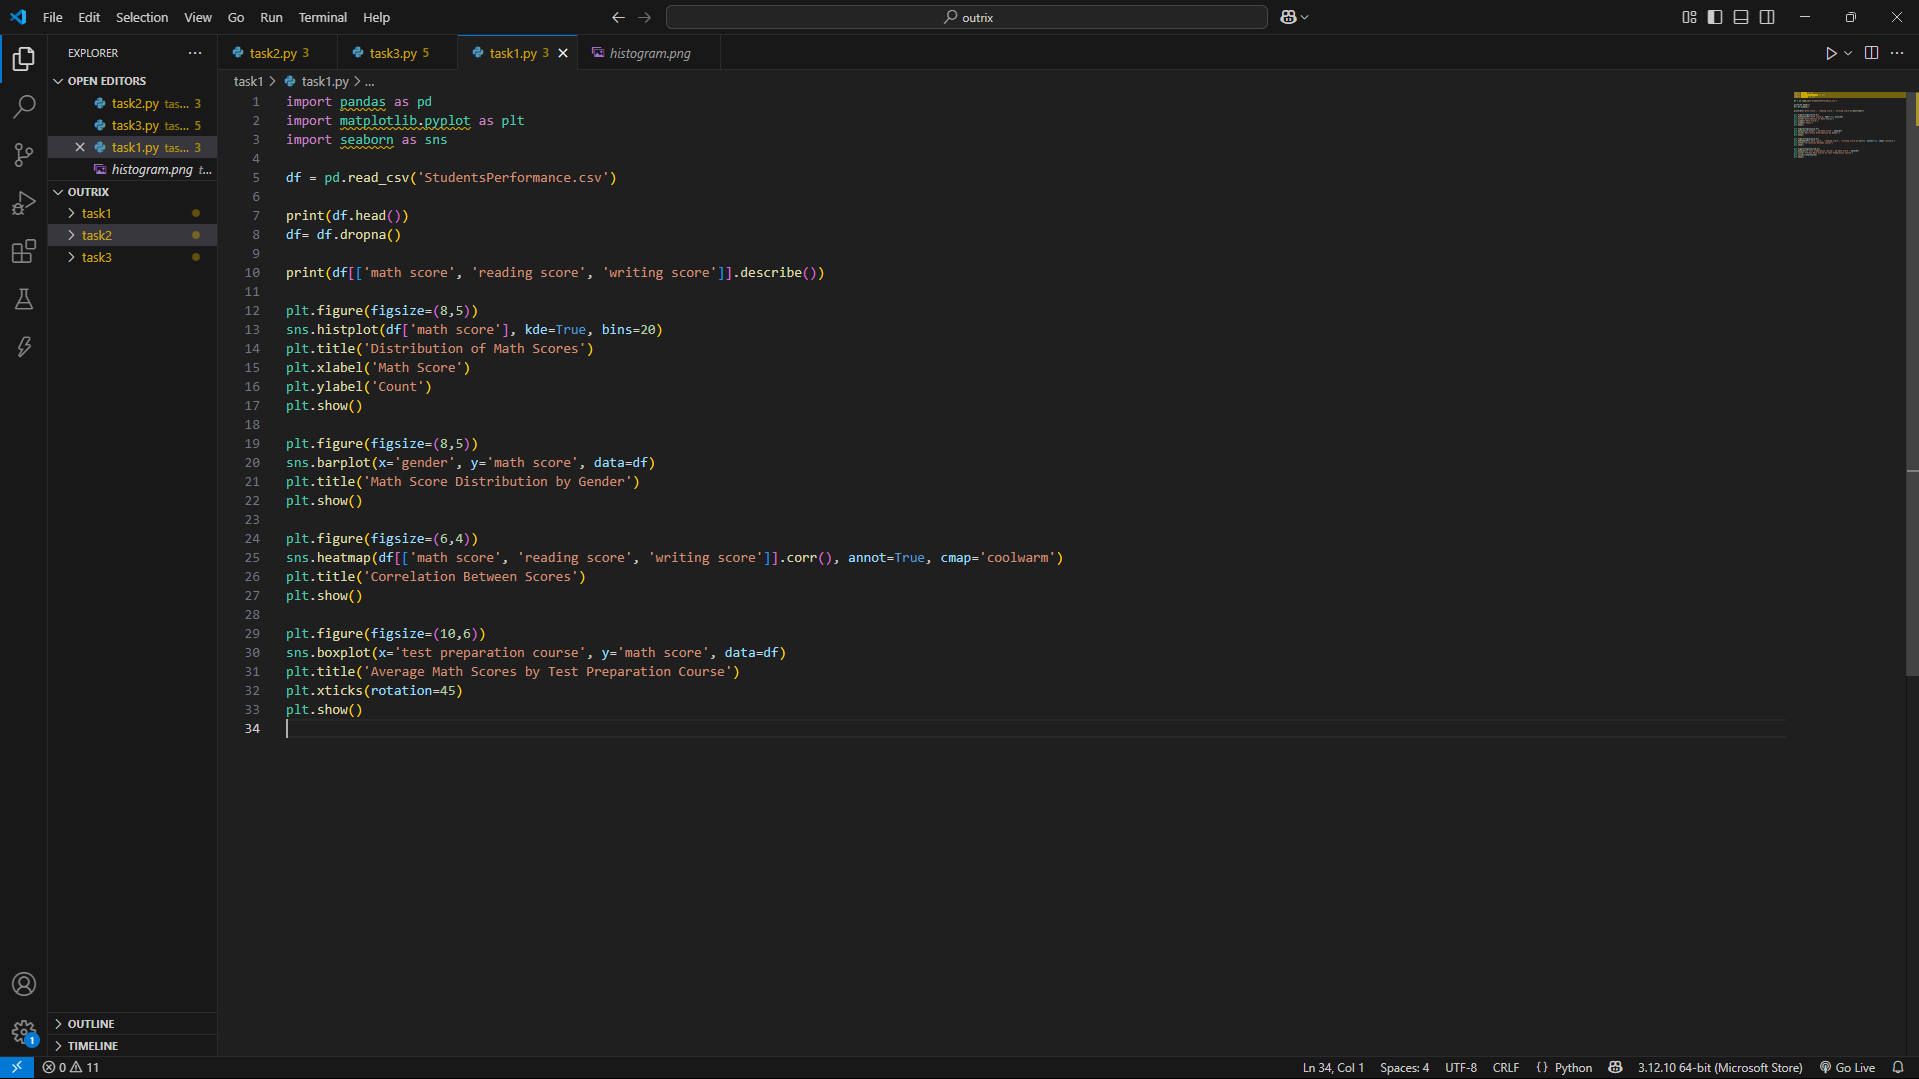 File Edit Selection View Go Run Terminal Help
outrix
EXPLORER
OPEN EDITORS
task2.py tas... 3
task3.py tas... 5
task1.py tas... 3
histogram.png t...
OUTRIX
task1
task2
task3
OUTLINE
TIMELINE
task2.py 3
task3.py 5
task1.py 3
histogram.png
task1 > task1.py > ...
1 import pandas as pd
2 import matplotlib.pyplot as plt
3 import seaborn as sns
4
5 df = pd.read_csv('StudentsPerformance.csv')
6
7 print(df.head())
8 df= df.dropna()
9
10 print(df[['math score', 'reading score', 'writing score']].describe())
11
12 plt.figure(figsize=(8,5))
13 sns.histplot(df['math score'], kde=True, bins=20)
14 plt.title('Distribution of Math Scores')
15 plt.xlabel('Math Score')
16 plt.ylabel('Count')
17 plt.show()
18
19 plt.figure(figsize=(8,5))
20 sns.barplot(x='gender', y='math score', data=df)
21 plt.title('Math Score Distribution by Gender')
22 plt.show()
23
24 plt.figure(figsize=(6,4))
25 sns.heatmap(df[['math score', 'reading score', 'writing score']].corr(), annot=True, cmap='coolwarm')
26 plt.title('Correlation Between Scores')
27 plt.show()
28
29 plt.figure(figsize=(10,6))
30 sns.boxplot(x='test preparation course', y='math score', data=df)
31 plt.title('Average Math Scores by Test Preparation Course')
32 plt.xticks(rotation=45)
33 plt.show()
34
1
0 11
Ln 34, Col 1 Spaces: 4 UTF-8 CRLF {} Python 3.12.10 64-bit (Microsoft Store) Go Live